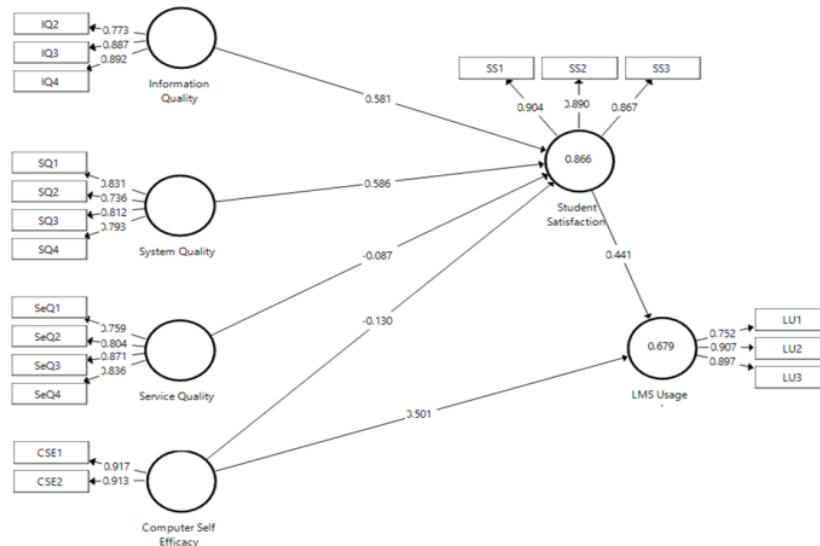 IQ2
0.773
IQ3
0.887
0.892
IQ4
Information
Quality
SS1
SS2
SS3
0.904
0.890
0.867
0.581
0.866
Student
Satisfaction
SQ1
0.831
SQ2
0.736
SQ3
0.812
0.793
SQ4
System Quality
0.586
-0.087
0.441
-0.130
SeQ1
0.759
SeQ2
0.804
SeQ3
0.871
0.836
SeQ4
Service Quality
0.679
LMS Usage
0.752
LU1
0.907
LU2
0.897
LU3
0.501
CSE1
0.917
CSE2
0.913
Computer Self
Efficacy